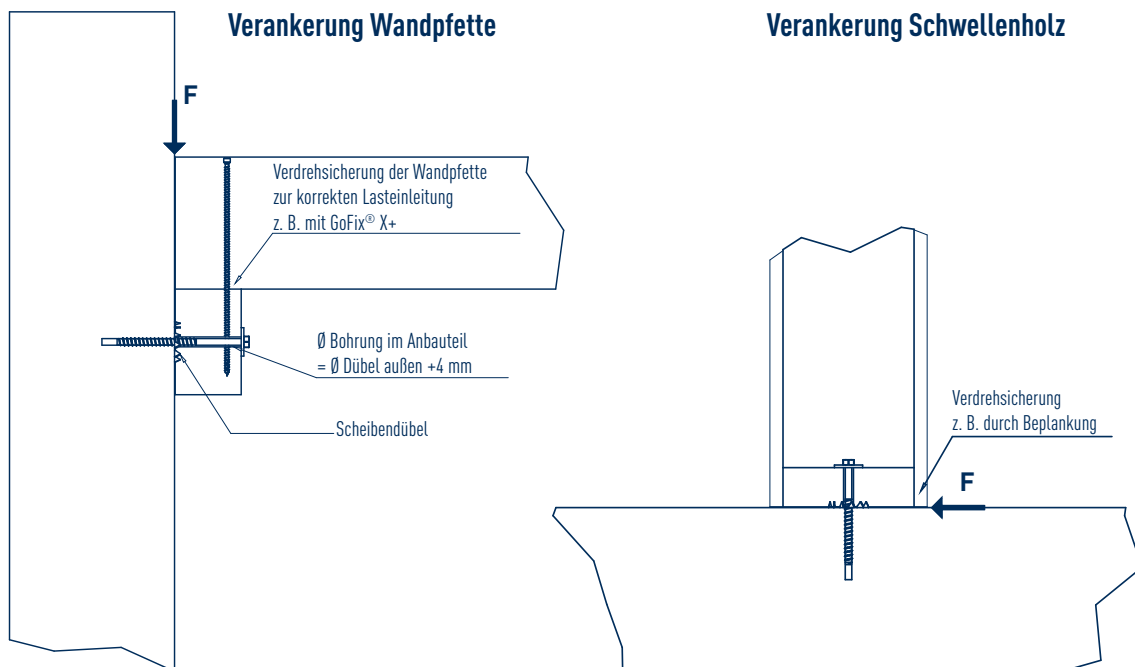 Verankerung Wandpfette
F
Verdrehsicherung der Wandpfette
zur korrekten Lasteinleitung
z. B. mit GoFix® X+
Ø Bohrung im Anbauteil
= Ø Dübel außen +4 mm
Scheibendübel
Verankerung Schwellenholz
Verdrehsicherung
z. B. durch Beplankung
F